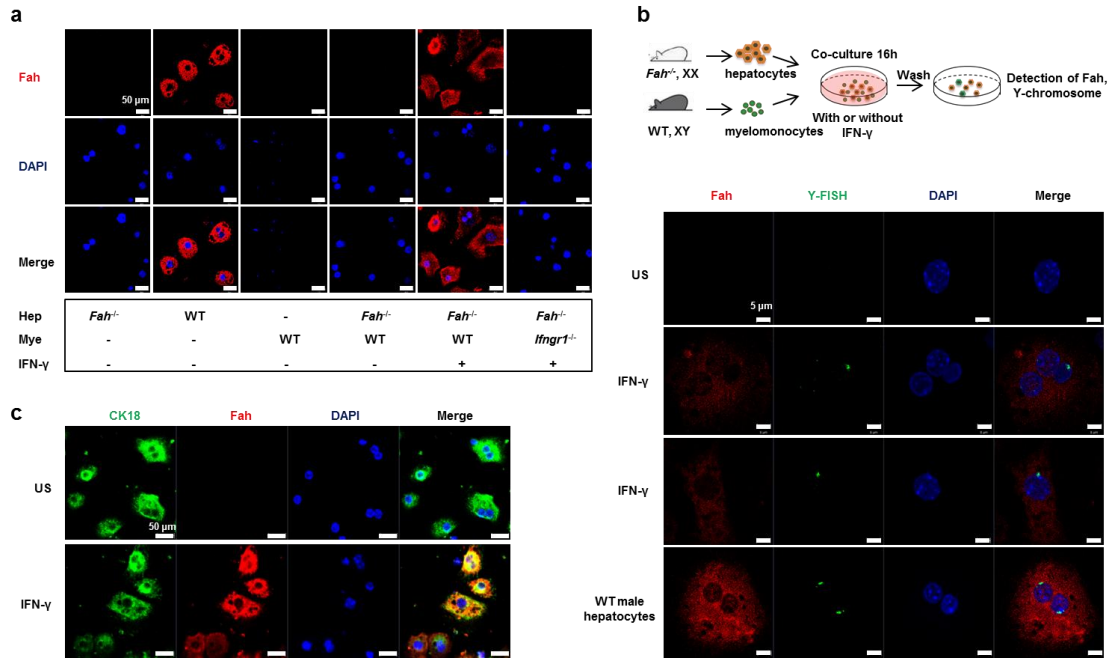 a
Fah
50 µm
DAPI
Merge
Hep Fah-/- WT - Fah-/- Fah-/- Fah-/-
Mye - - WT WT WT Ifngr1-/-
IFN-γ - - - - + +
b
Fah-/-, XX
hepatocytes
WT, XY
myelomonocytes
Co-culture 16h
With or without
IFN-γ
Wash
Detection of Fah,
Y-chromosome
Fah Y-FISH DAPI Merge
US
5 µm
IFN-γ
IFN-γ
WT male
hepatocytes
c
CK18 Fah DAPI Merge
US
50 µm
IFN-γ